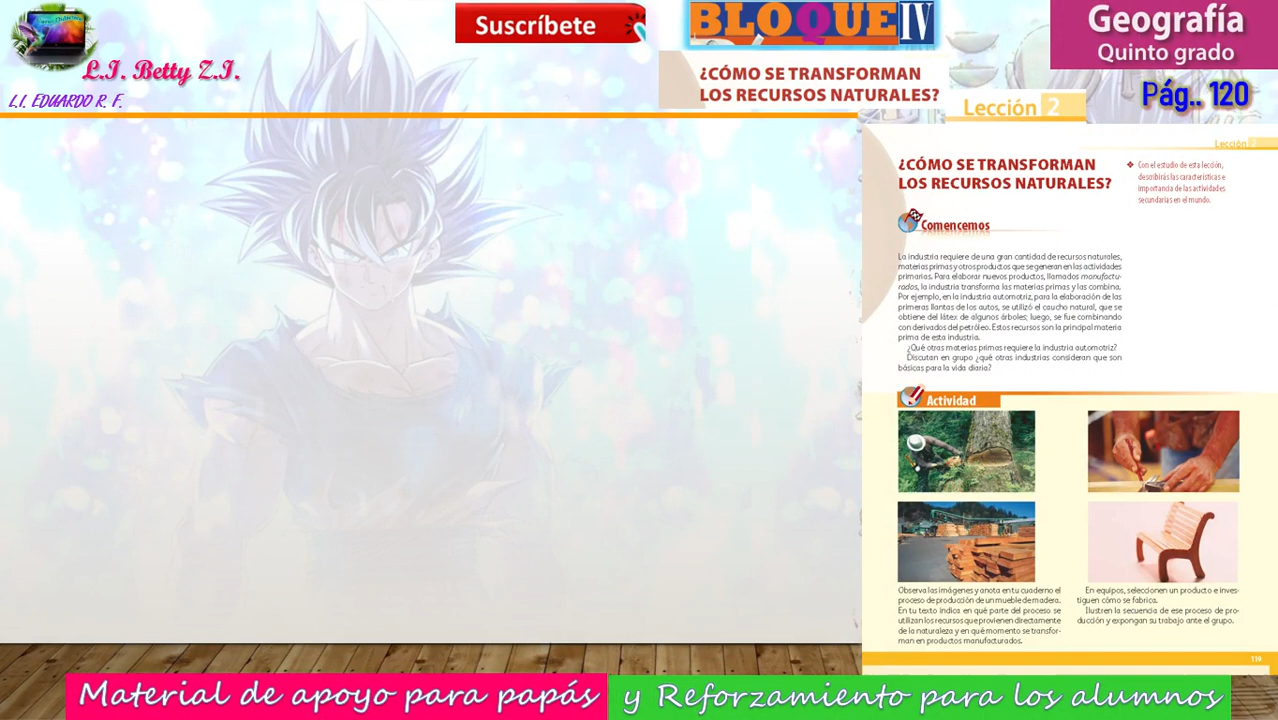 L.I. Betty Z.I.
L.I. EDUARDO R. F.
Suscríbete
BLOQUE IV
¿CÓMO SE TRANSFORMAN
LOS RECURSOS NATURALES?
Lección 2
Geografía
Quinto grado
Pág.. 120
Lección 2
¿CÓMO SE TRANSFORMAN
LOS RECURSOS NATURALES?
❖ Con el estudio de esta lección,
describirás las características e
importancia de las actividades
secundarias en el mundo.
Comencemos
La industria requiere de una gran cantidad de recursos naturales,
materias primas y otros productos que se generan en las actividades
primarias. Para elaborar nuevos productos, llamados manufactu-
rados, la industria transforma las materias primas y las combina.
Por ejemplo, en la industria automotriz, para la elaboración de las
primeras llantas de los autos, se utilizó el caucho natural, que se
obtiene del látex de algunos árboles; luego, se fue combinando
con derivados del petróleo. Estos recursos son la principal materia
prima de esta industria.
¿Qué otras materias primas requiere la industria automotriz?
Discutan en grupo ¿qué otras industrias consideran que son
básicas para la vida diaria?
Actividad
Observa las imágenes y anota en tu cuaderno el
proceso de producción de un mueble de madera.
En tu texto indica en qué parte del proceso se
utilizan los recursos que provienen directamente
de la naturaleza y en qué momento se transfor-
man en productos manufacturados.
En equipos, seleccionen un producto e inves-
tiguen cómo se fabrica.
Ilustren la secuencia de ese proceso de pro-
ducción y expongan su trabajo ante el grupo.
119
Material de apoyo para papás y Reforzamiento para los alumnos